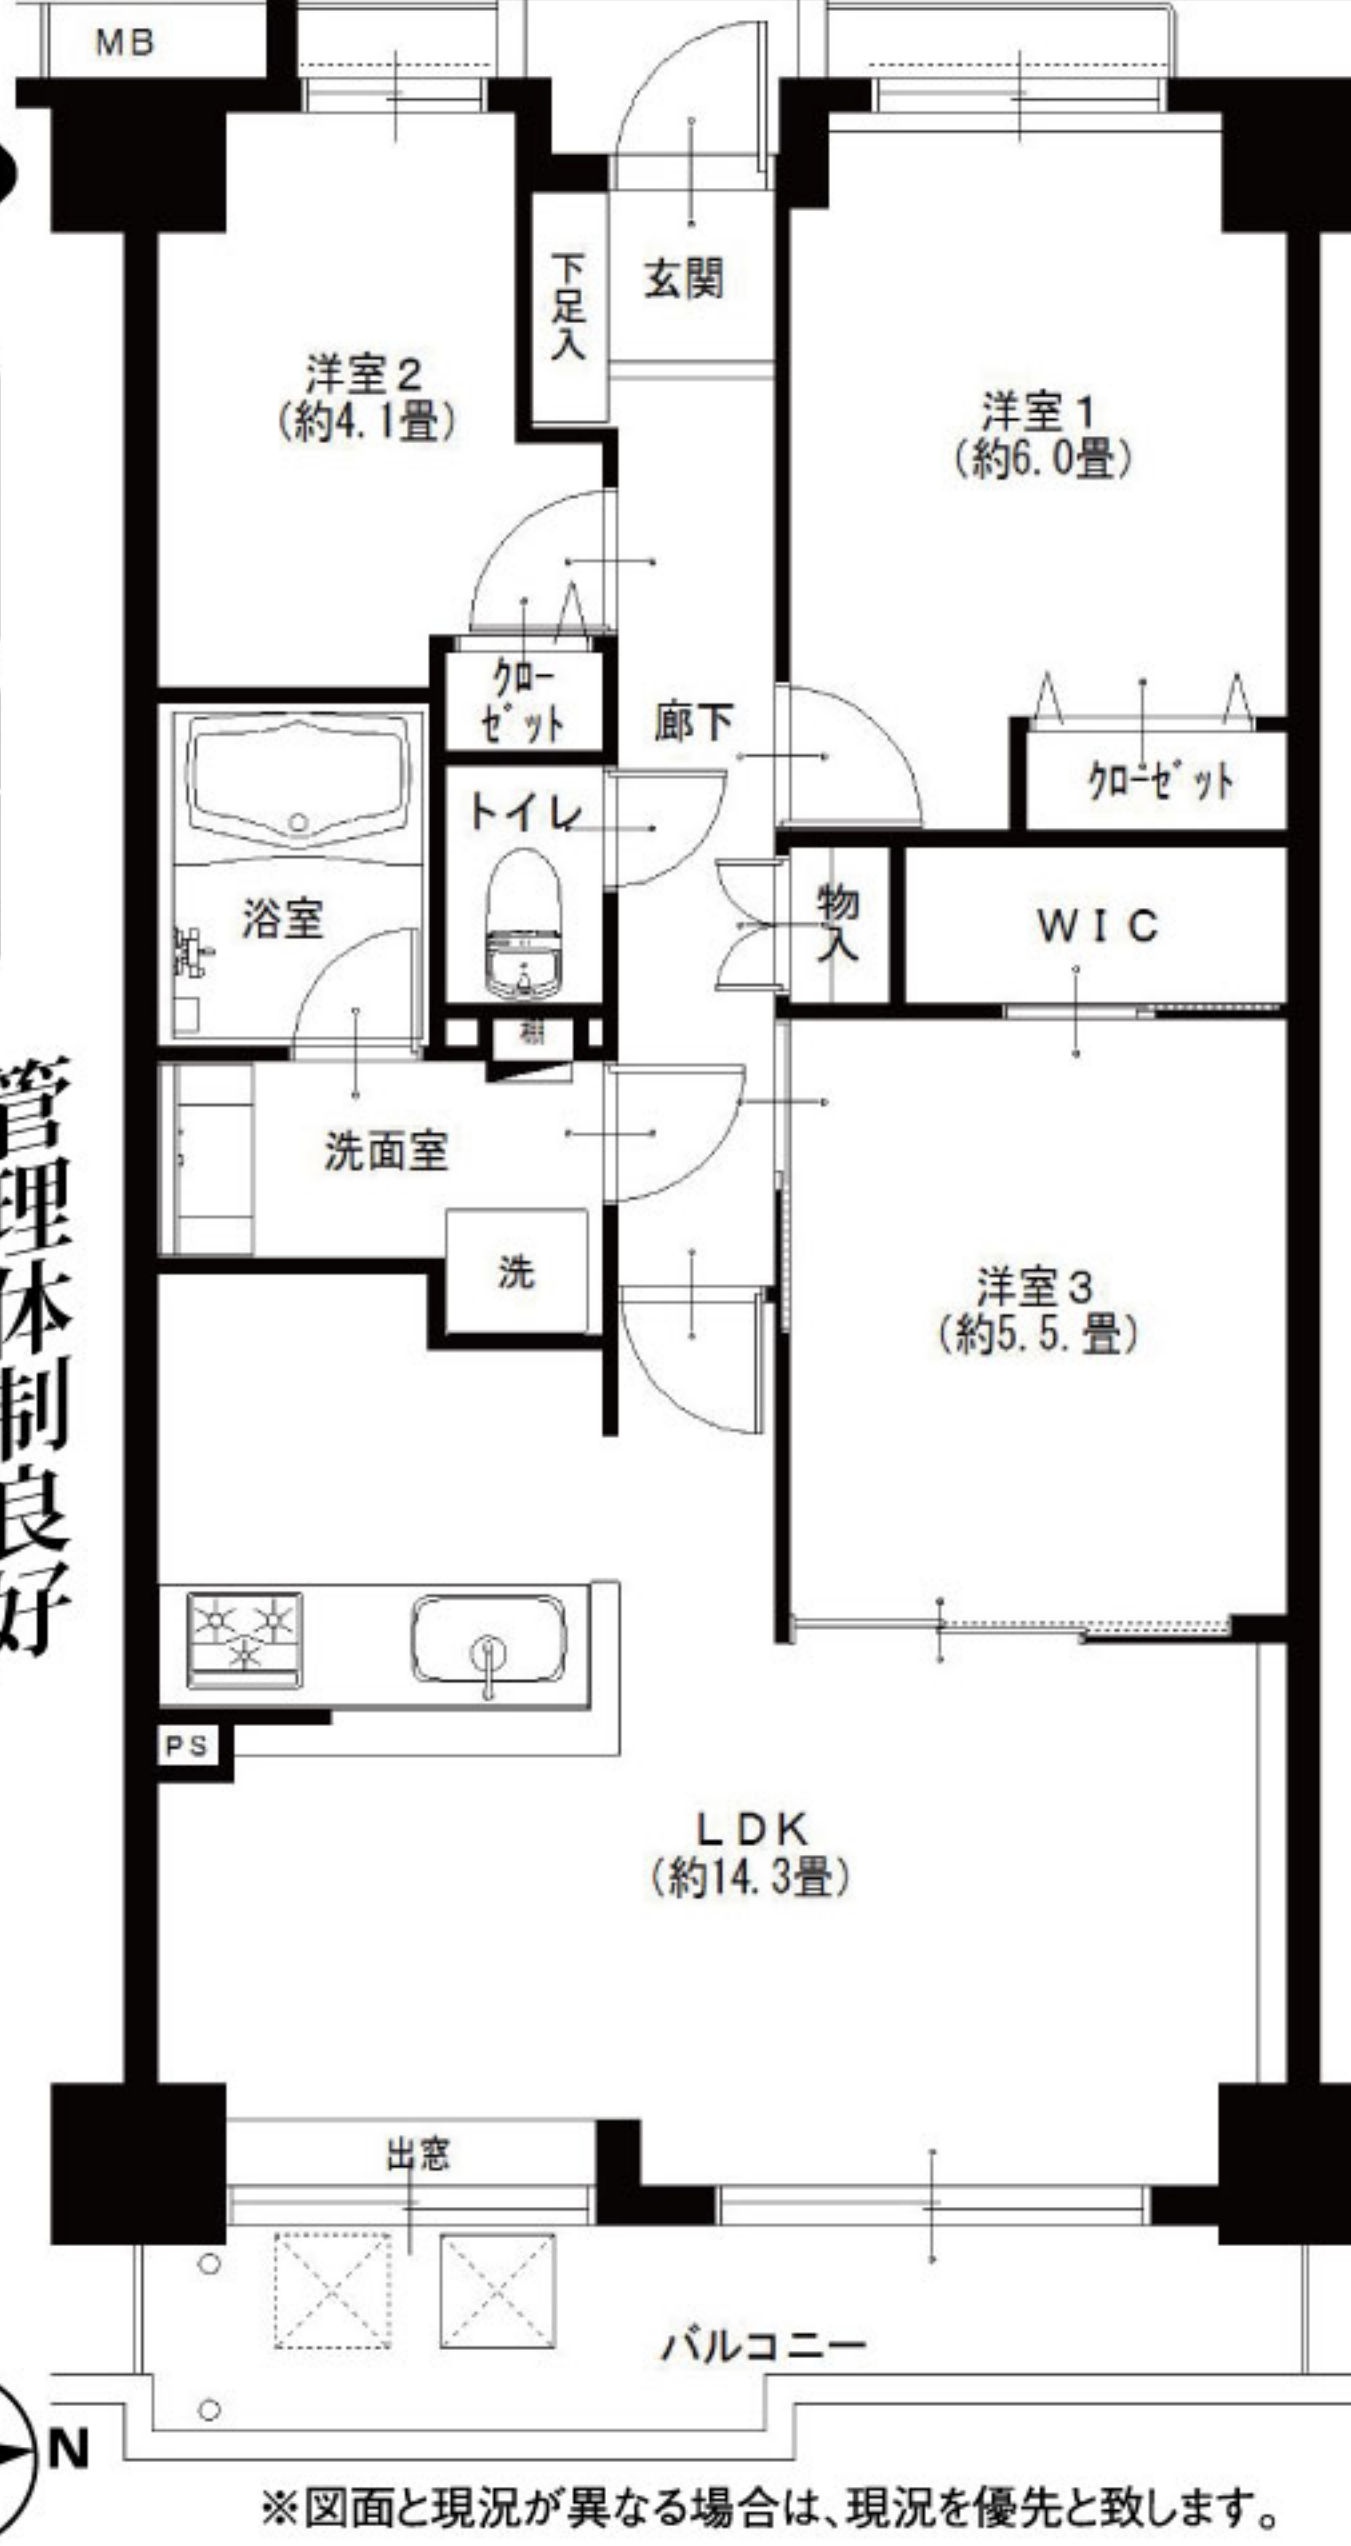 MB
下足入
玄関
洋室2
(約4.1畳)
洋室1
(約6.0畳)
クロー
ゼット
廊下
クローゼット
トイレ
浴室
物入
WIC
棚
洗面室
洗
洋室3
(約5.5.畳)
管理体制良好
PS
LDK
(約14.3畳)
出窓
バルコニー
N
※図面と現況が異なる場合は、現況を優先と致します。